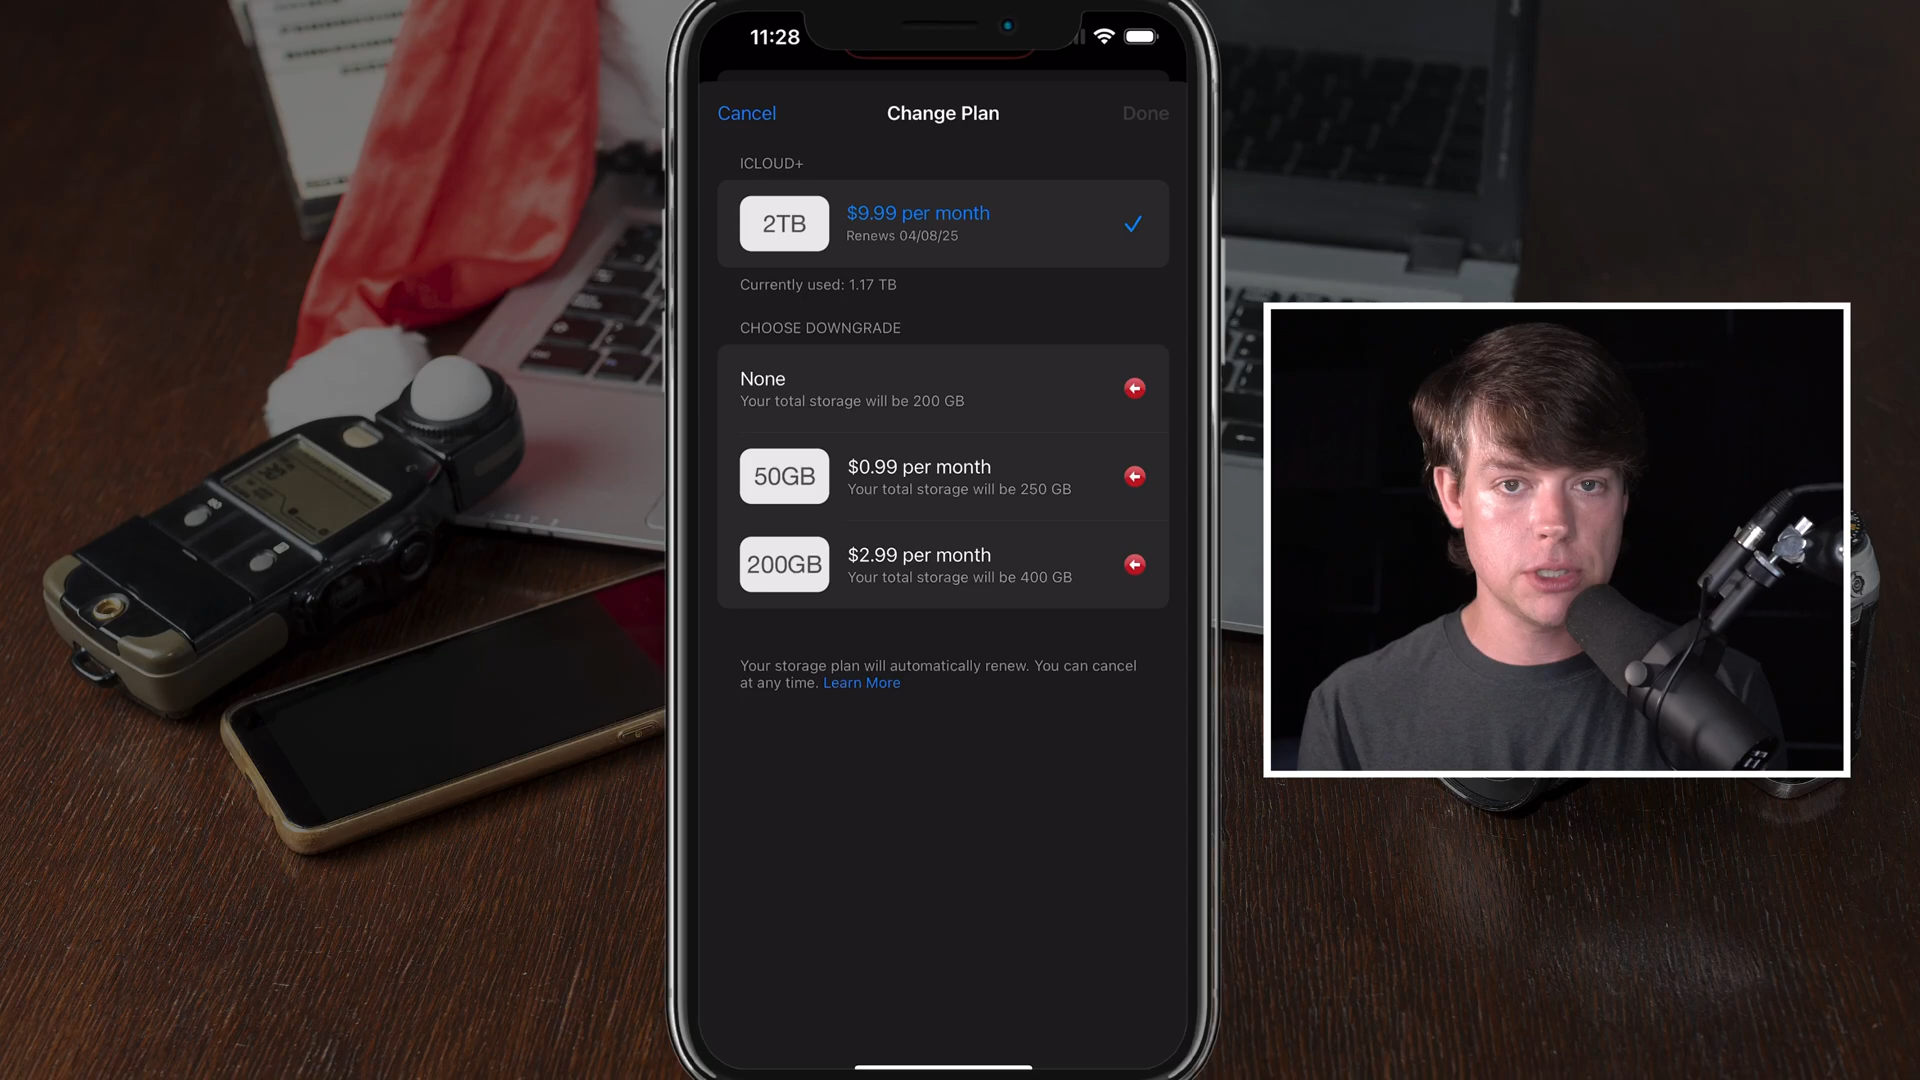 11:28
Cancel
Change Plan
Done
ICLOUD+
2TB
$9.99 per month
Renews 04/08/25
Currently used: 1.17 TB
CHOOSE DOWNGRADE
None
Your total storage will be 200 GB
50GB
$0.99 per month
Your total storage will be 250 GB
200GB
$2.99 per month
Your total storage will be 400 GB
Your storage plan will automatically renew. You can cancel
at any time. Learn More